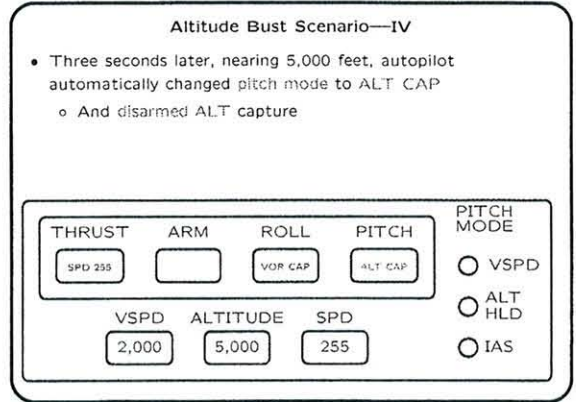 Altitude Bust Scenario—IV
• Three seconds later, nearing 5,000 feet, autopilot
automatically changed pitch mode to ALT CAP
o And disarmed ALT capture
THRUST ARM ROLL PITCH
SPD 255 VOR CAP ALT CAP
VSPD ALTITUDE SPD
2,000 5,000 255
PITCH
MODE
VSPD
ALT
HLD
IAS